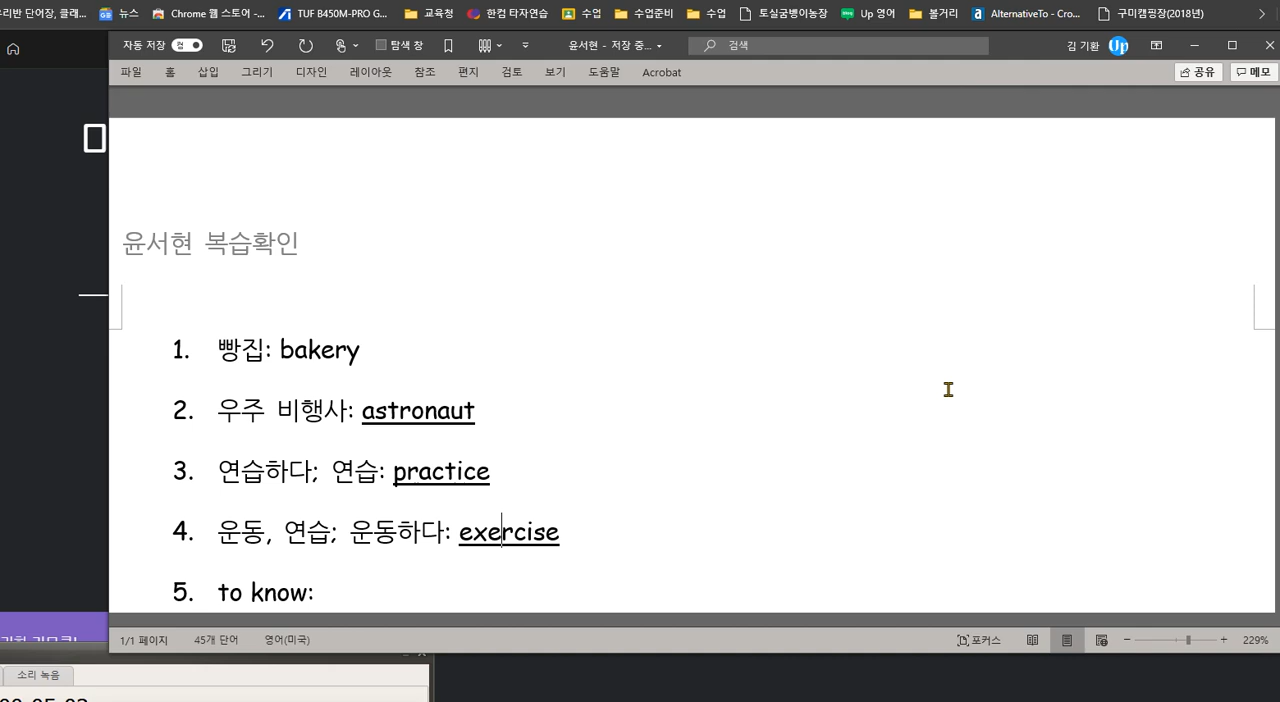 우리반 단어장, 클래... 뉴스 Chrome 웹 스토어 -... TUF B450M-PRO G... 교육청 한컴 타자연습 수업 수업준비 수접 토실굼벵이농장 Up 영어 볼거리 AlternativeTo - Cro... 구미캠핑장(2018년)
자동 저장 탐색 창 윤서현 - 저장 중... 검색 김 기환 Up
파일 홈 삽입 그리기 디자인 레이아웃 참조 편지 검토 보기 도움말 Acrobat 공유 메모
윤서현 복습확인
1. 빵집: bakery
2. 우주 비행사: astronaut
3. 연습하다; 연습: practice
4. 운동, 연습; 운동하다: exercise
5. to know:
1/1 페이지 45개 단어 영어(미국) 포커스 229%
소리 녹음